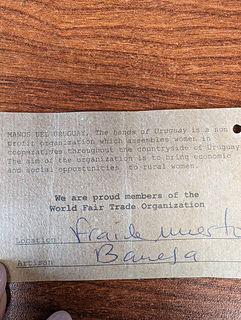 MANOS DEL URUGUAY, The hands of Uruguay is a non
profit organization which assembles women in
cooperatives throughout the countryside of Uruguay
The aim of the organization is to bring economic
and social opportunities to rural women.
We are proud members of the
World Fair Trade Organization
Location Fraile muerto
Artisan